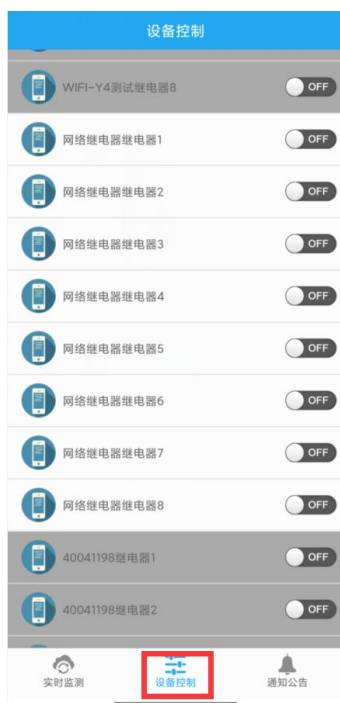 设备控制
WIFI-Y4测试继电器8
OFF
网络继电器继电器1
OFF
网络继电器继电器2
OFF
网络继电器继电器3
OFF
网络继电器继电器4
OFF
网络继电器继电器5
OFF
网络继电器继电器6
OFF
网络继电器继电器7
OFF
网络继电器继电器8
OFF
40041198继电器1
OFF
40041198继电器2
OFF
实时监测
设备控制
通知公告